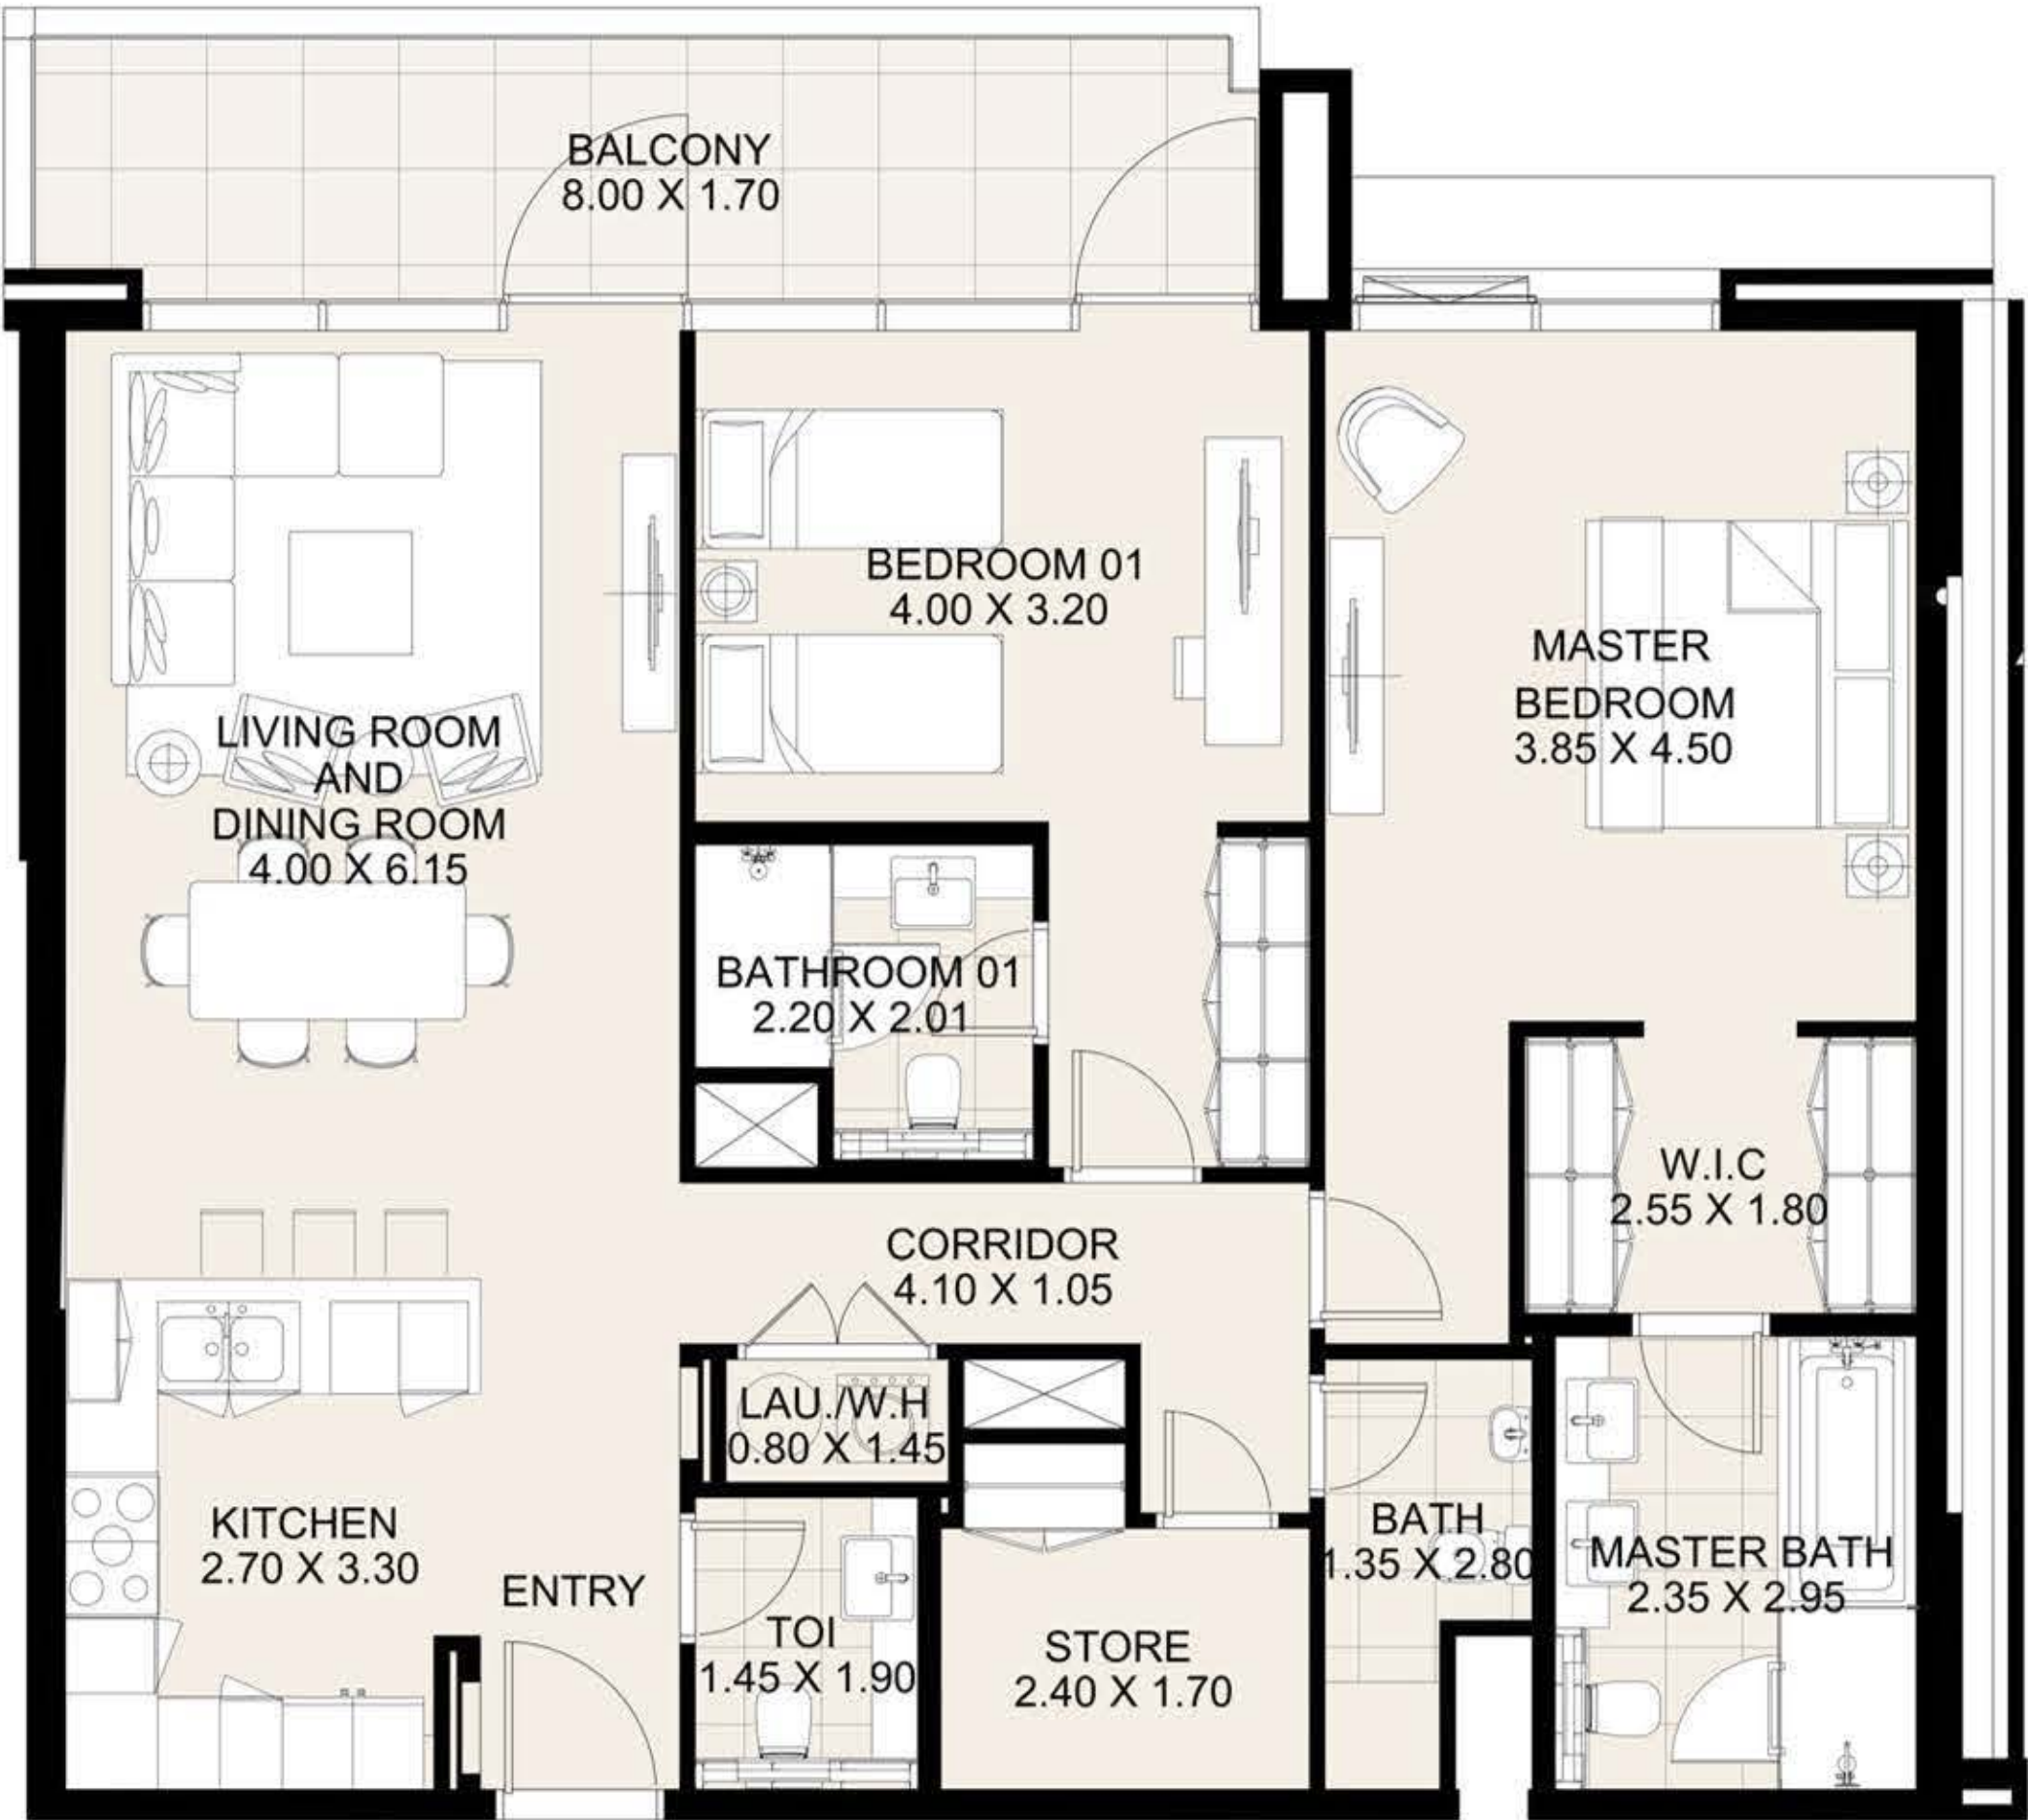 BALCONY
8.00 X 1.70
BEDROOM 01
4.00 X 3.20
MASTER
BEDROOM
3.85 X 4.50
LIVING ROOM
AND
DINING ROOM
4.00 X 6.15
BATHROOM 01
2.20 X 2.01
W.I.C
2.55 X 1.80
CORRIDOR
4.10 X 1.05
LAU./W.H
0.80 X 1.45
KITCHEN
2.70 X 3.30
ENTRY
TOI
1.45 X 1.90
STORE
2.40 X 1.70
BATH
1.35 X 2.80
MASTER BATH
2.35 X 2.95